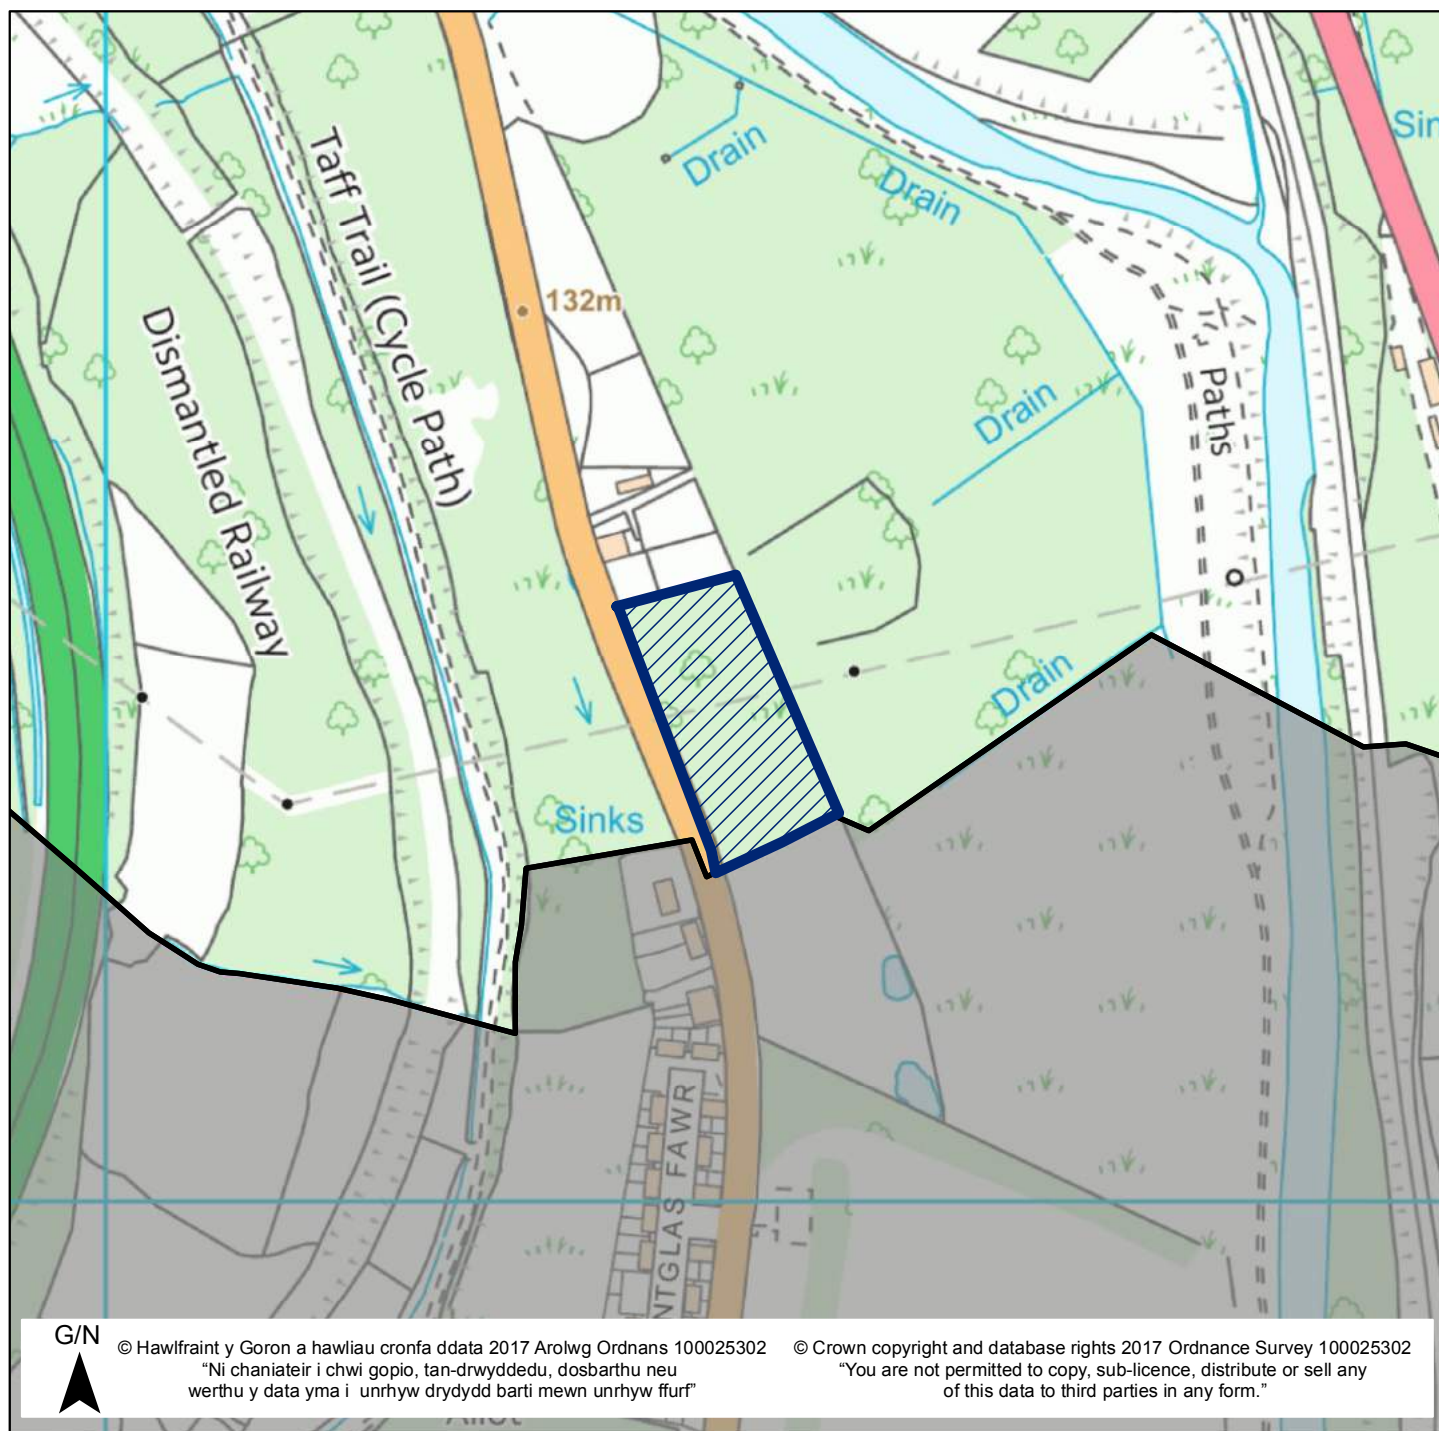 Drain
Drain
Sin
Taff Trail (Cycle Path)
132m
Dismantled Railway
Paths
Drain
Drain
Sinks
NTGLAS FAWR
G/N
© Hawlfraint y Goron a hawliau cronfa ddata 2017 Arolwg Ordnans 100025302
“Ni chaniateir i chwi gopio, tan-drwyddedu, dosbarthu neu
werthu y data yma i unrhyw drydydd barti mewn unrhyw ffurf”
© Crown copyright and database rights 2017 Ordnance Survey 100025302
“You are not permitted to copy, sub-licence, distribute or sell any
of this data to third parties in any form.”